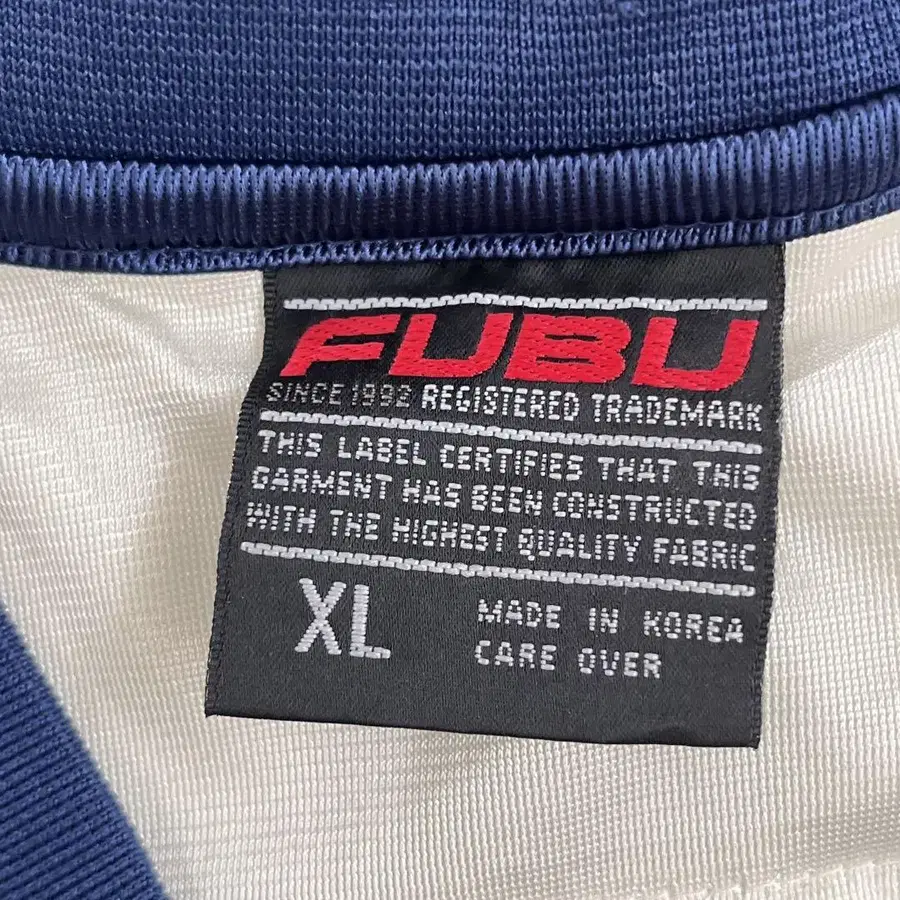 FUBU
SINCE 1992 REGISTERED TRADEMARK
THIS LABEL CERTIFIES THAT THIS
GARMENT HAS BEEN CONSTRUCTED
WITH THE HIGHEST QUALITY FABRIC
XL
MADE IN KOREA
CARE OVER